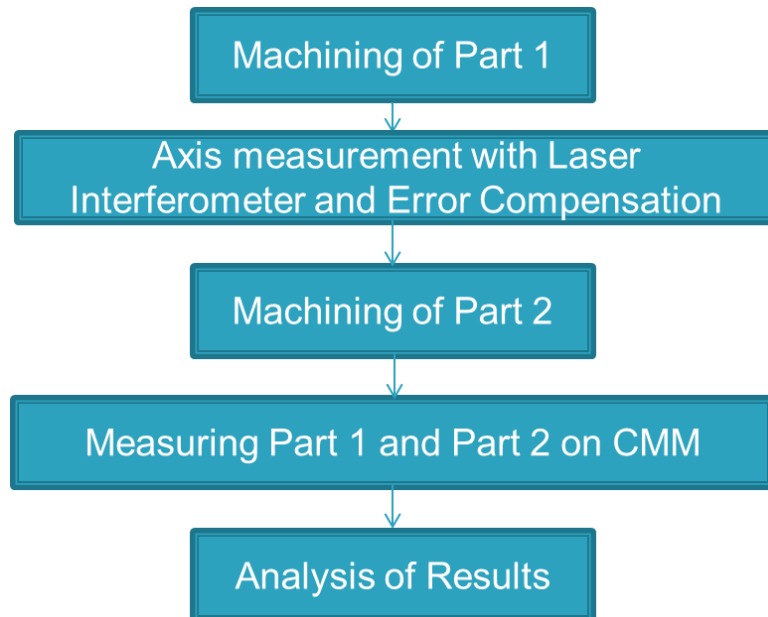 Machining of Part 1
Axis measurement with Laser
Interferometer and Error Compensation
Machining of Part 2
Measuring Part 1 and Part 2 on CMM
Analysis of Results